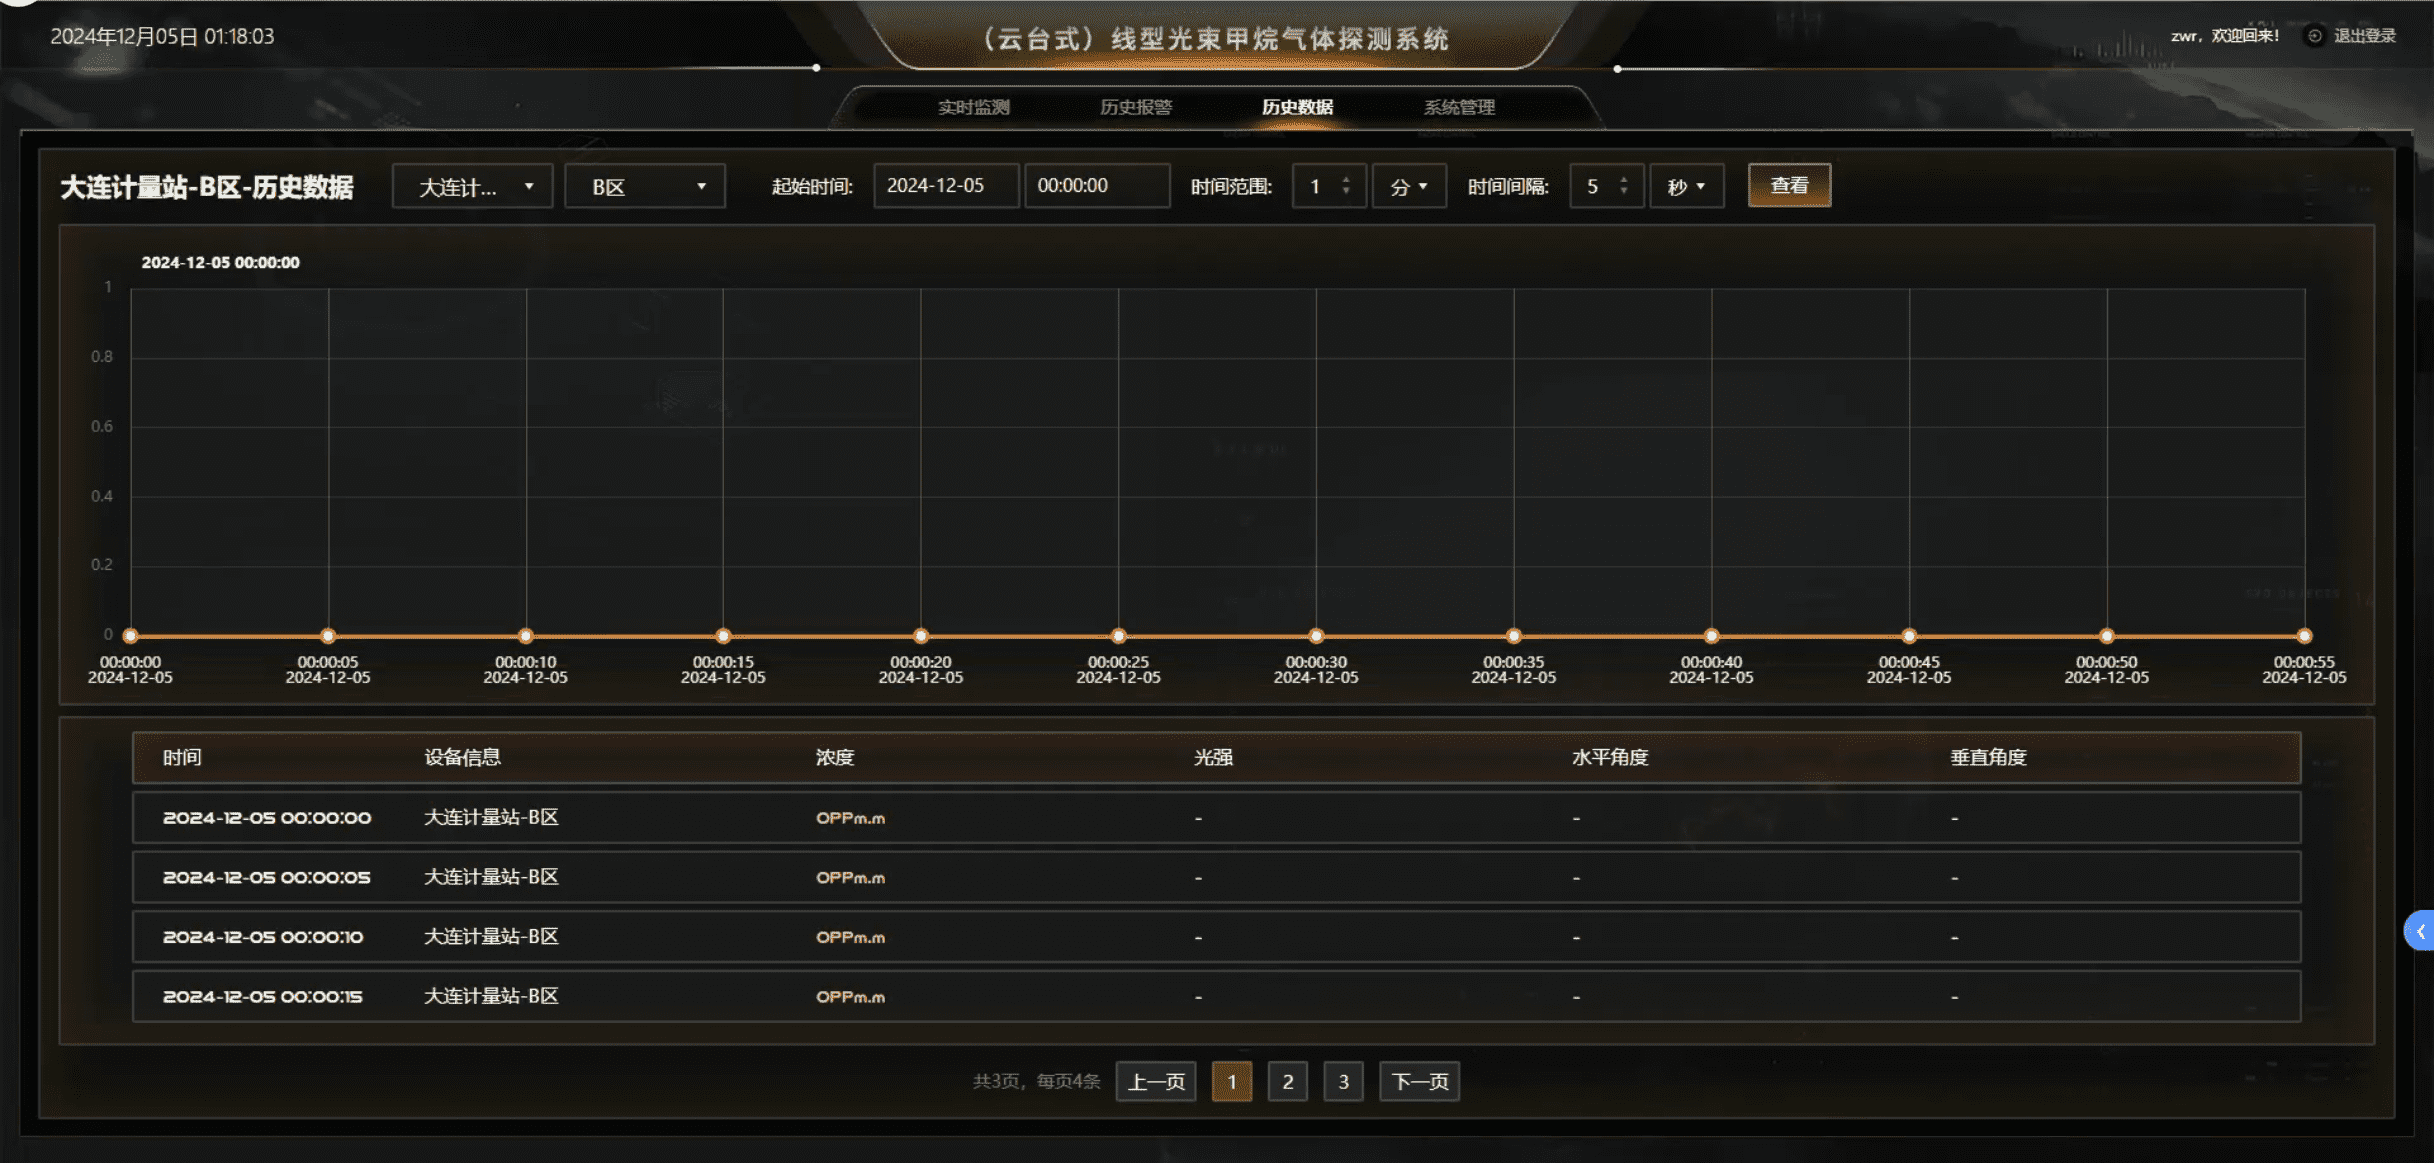 2024年12月05日 01:18:03
（云台式）线型光束甲烷气体探测系统
zwr，欢迎回来！
退出登录
实时监测 历史报警 历史数据 系统管理
大连计量站-B区-历史数据 大连计... B区 起始时间: 2024-12-05 00:00:00 时间范围: 1 分 时间间隔: 5 秒 查看
2024-12-05 00:00:00
1
0.8
0.6
0.4
0.2
0
00:00:00 00:00:05 00:00:10 00:00:15 00:00:20 00:00:25 00:00:30 00:00:35 00:00:40 00:00:45 00:00:50 00:00:55
2024-12-05 2024-12-05 2024-12-05 2024-12-05 2024-12-05 2024-12-05 2024-12-05 2024-12-05 2024-12-05 2024-12-05 2024-12-05 2024-12-05
时间 设备信息 浓度 光强 水平角度 垂直角度
2024-12-05 00:00:00 大连计量站-B区 0PPm.m - - -
2024-12-05 00:00:05 大连计量站-B区 0PPm.m - - -
2024-12-05 00:00:10 大连计量站-B区 0PPm.m - - -
2024-12-05 00:00:15 大连计量站-B区 0PPm.m - - -
共3页，每页4条 上一页 1 2 3 下一页